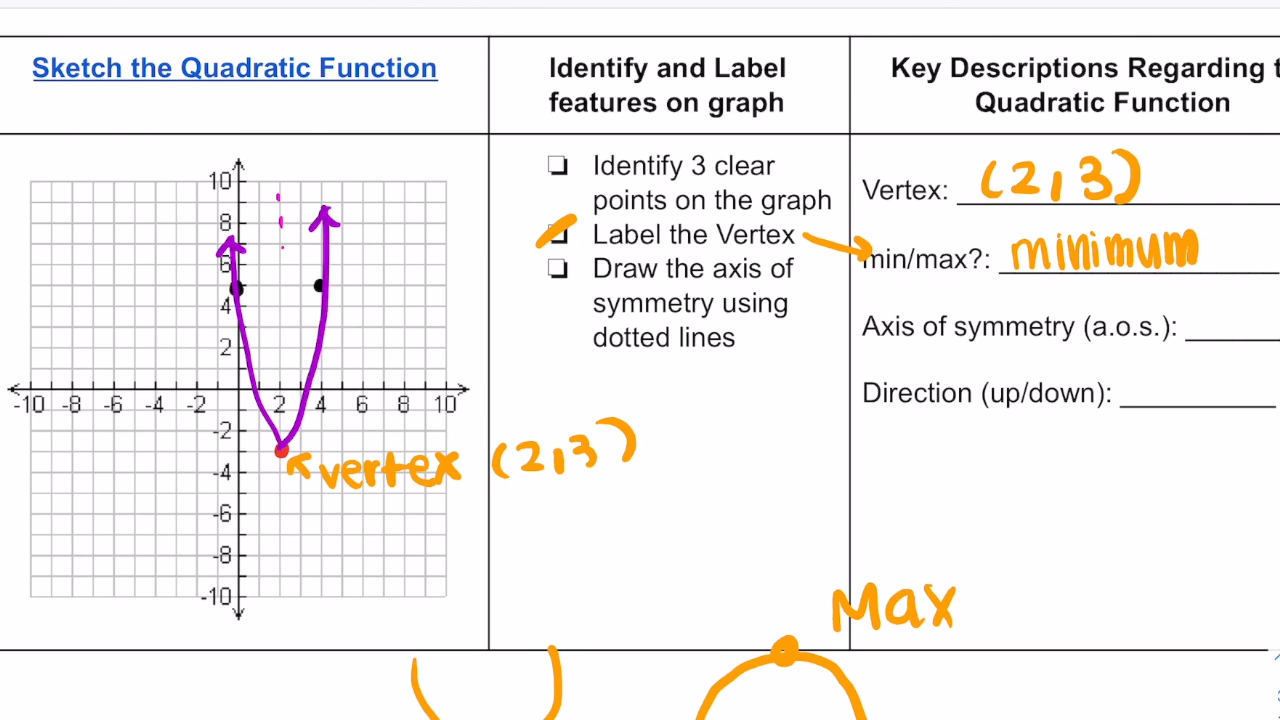 Sketch the Quadratic Function
Identify and Label
features on graph
Key Descriptions Regarding t
Quadratic Function
10
8
6
4
2
-10 -8 -6 -4 -2 2 4 6 8 10
-2
-4
-6
-8
-10
vertex (2,3)
❏ Identify 3 clear
points on the graph
❏ Label the Vertex
❏ Draw the axis of
symmetry using
dotted lines
Vertex: (2,3)
min/max?: minimum
Axis of symmetry (a.o.s.):
Direction (up/down):
Max